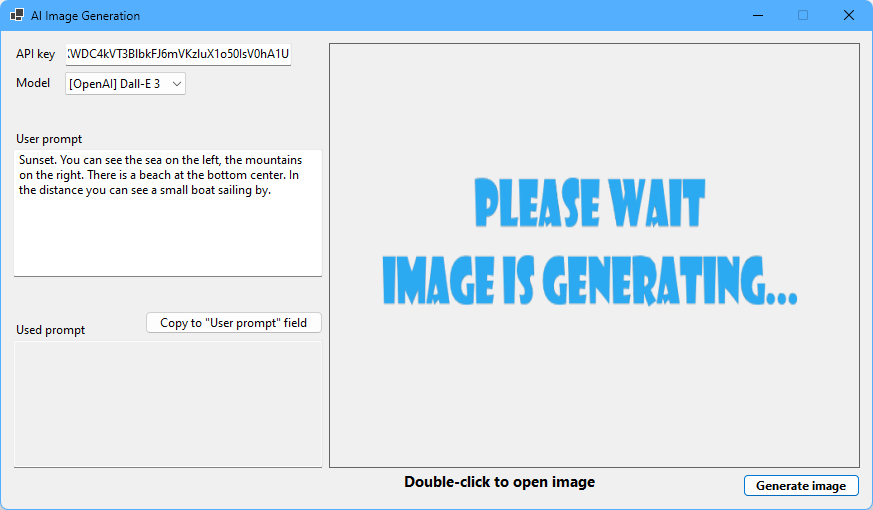 AI Image Generation
API key
Model
[OpenAI] Dall-E 3
User prompt
Sunset. You can see the sea on the left, the mountains
on the right. There is a beach at the bottom center. In
the distance you can see a small boat sailing by.
Used prompt
Copy to "User prompt" field
PLEASE WAIT
IMAGE IS GENERATING...
Double-click to open image
Generate image